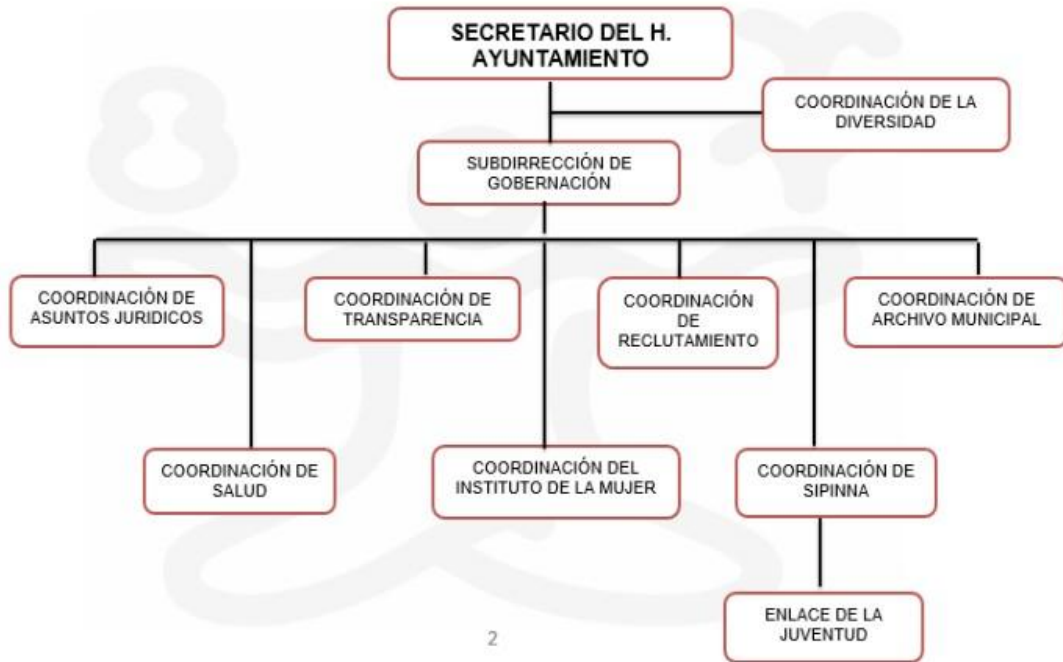 SECRETARIO DEL H.
AYUNTAMIENTO
COORDINACIÓN DE LA
DIVERSIDAD
SUBDIRRECCIÓN DE
GOBERNACIÓN
COORDINACIÓN DE
ASUNTOS JURIDICOS
COORDINACIÓN DE
TRANSPARENCIA
COORDINACIÓN
DE
RECLUTAMIENTO
COORDINACIÓN DE
ARCHIVO MUNICIPAL
COORDINACIÓN DE
SALUD
COORDINACIÓN DEL
INSTITUTO DE LA MUJER
COORDINACIÓN DE
SIPINNA
ENLACE DE LA
JUVENTUD
2